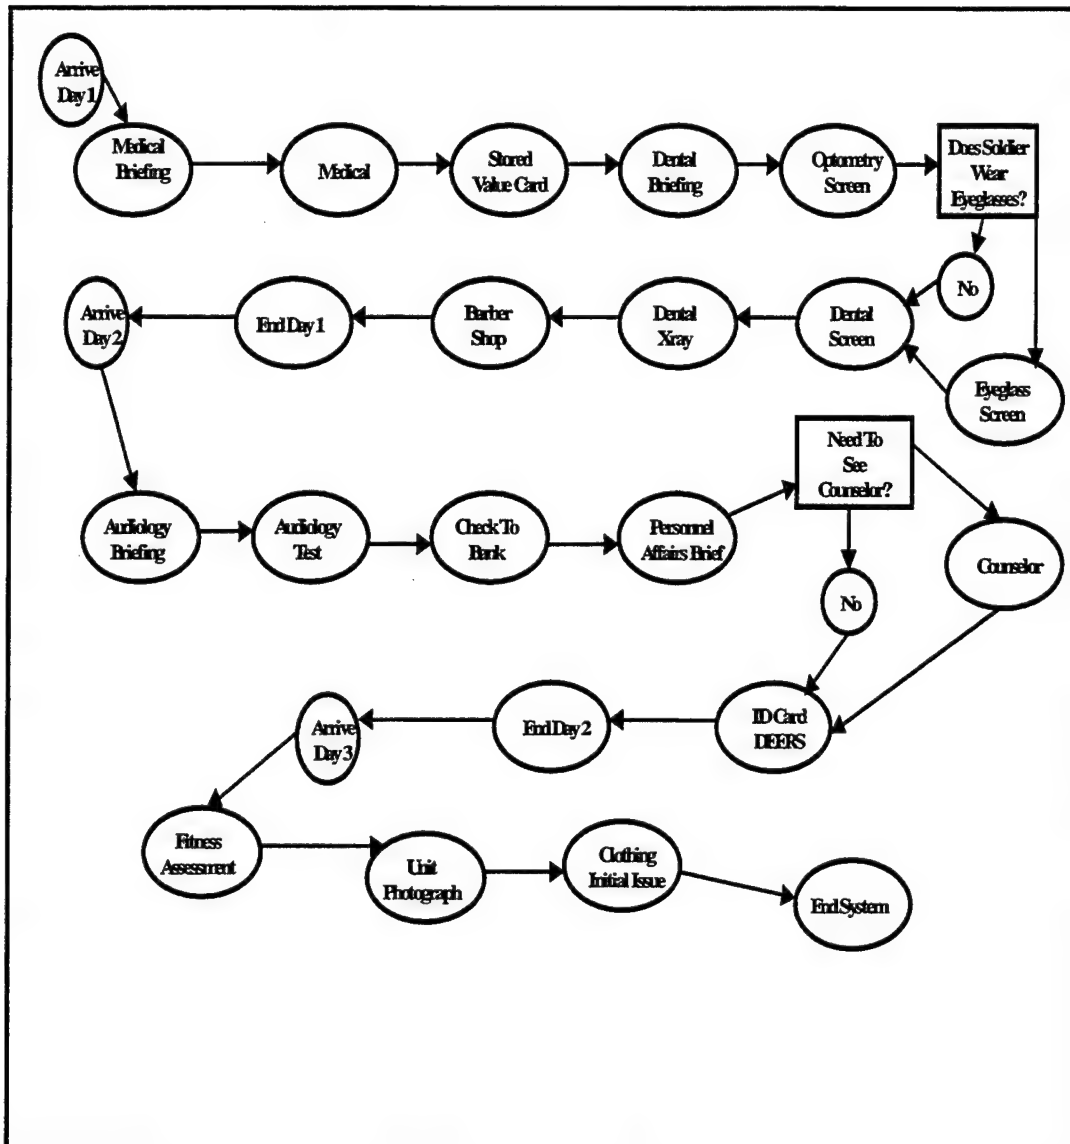 Arrive
Day 1
Medical
Briefing
Medical
Stored
Value Card
Dental
Briefing
Optometry
Screen
Does Soldier
Wear
Eyeglasses?
No
Eyeglass
Screen
Dental
Screen
Dental
Xray
Barber
Shop
End Day 1
Arrive
Day 2
Audiology
Briefing
Audiology
Test
Check To
Bank
Personnel
Affairs Brief
Need To
See
Counselor?
No
Counselor
ID Card
DEERS
End Day 2
Arrive
Day 3
Fitness
Assessment
Unit
Photograph
Clothing
Initial Issue
End System